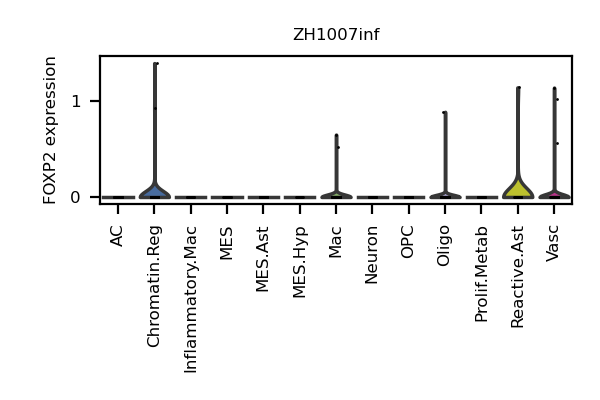 ZH1007inf
FOXP2 expression
1
0
AC
Chromatin.Reg
Inflammatory.Mac
MES
MES.Ast
MES.Hyp
Mac
Neuron
OPC
Oligo
Prolif.Metab
Reactive.Ast
Vasc